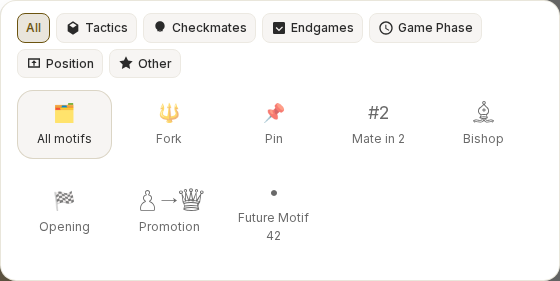 All Tactics Checkmates Endgames Game Phase
Position Other
#2
All motifs Fork Pin Mate in 2 Bishop
Opening Promotion Future Motif
42